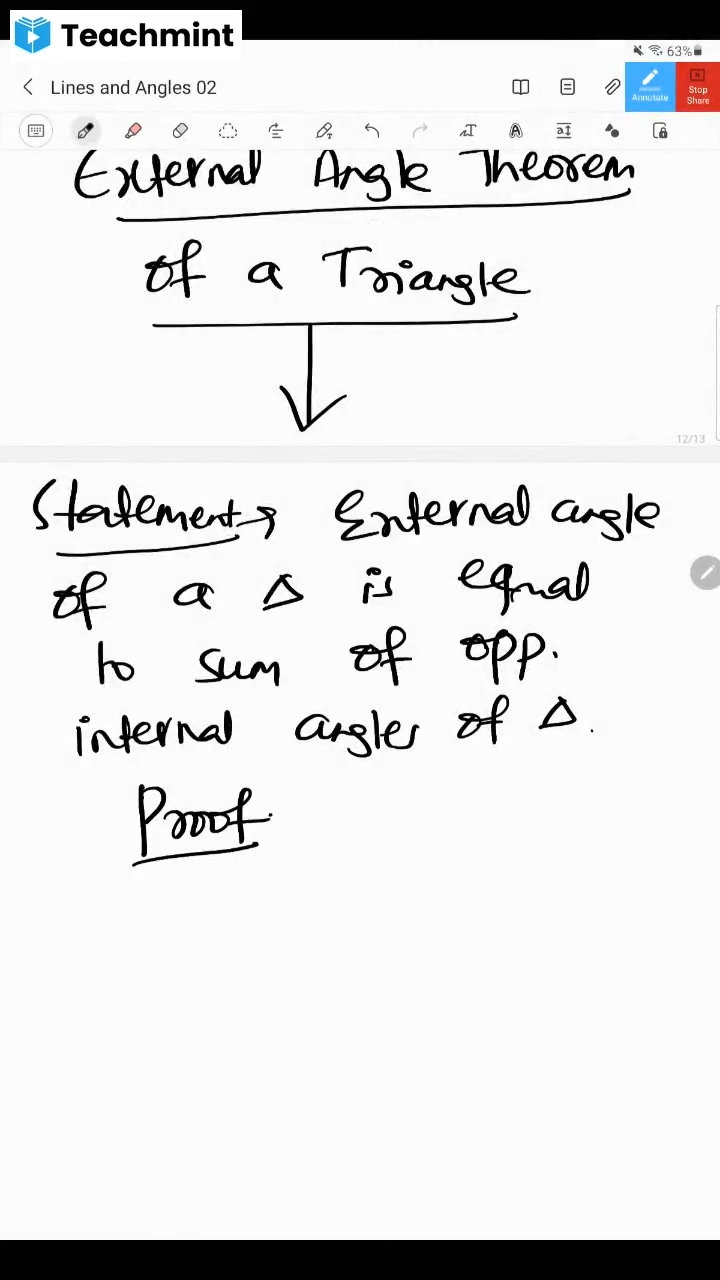 Teachmint
63%
Lines and Angles 02
Annotate
Stop
Share
External Angle Theorem
of a Triangle
12/13
Statement → External angle
of a Δ is equal
to sum of opp.
internal angles of Δ.
Proof